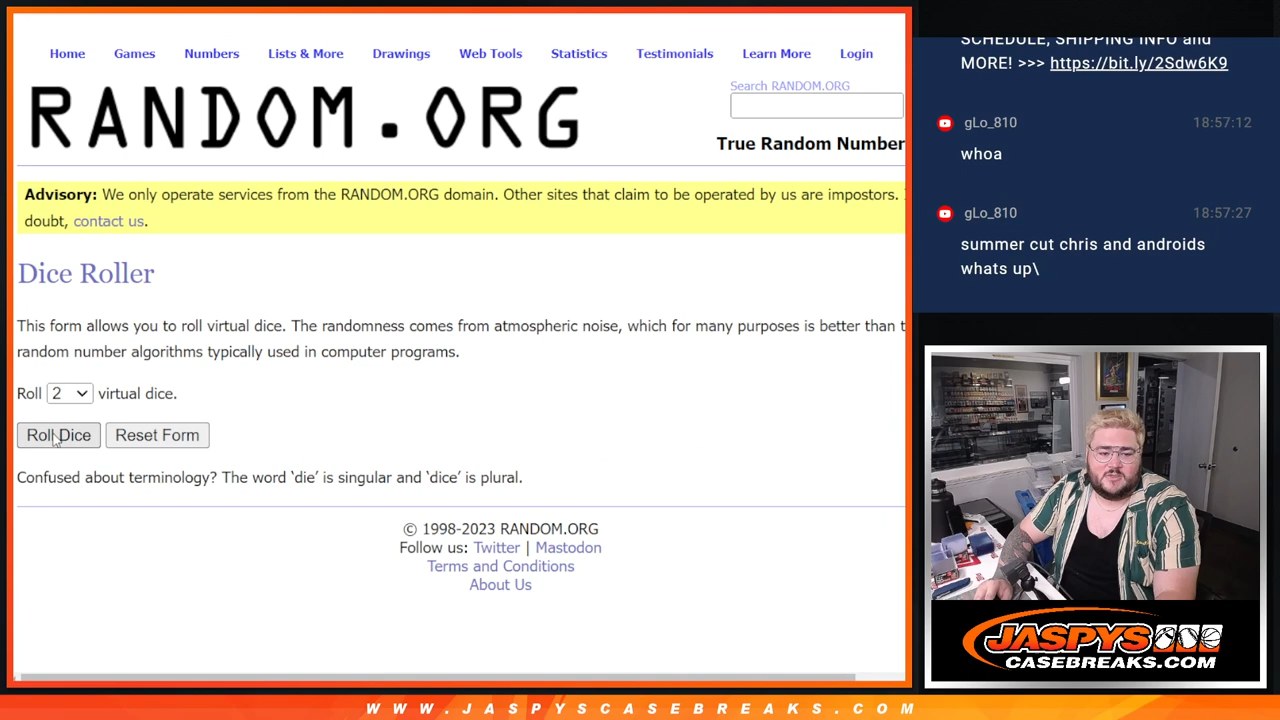 Home Games Numbers Lists & More Drawings Web Tools Statistics Testimonials Learn More Login
RANDOM.ORG
Search RANDOM.ORG
True Random Number
Advisory: We only operate services from the RANDOM.ORG domain. Other sites that claim to be operated by us are impostors.
doubt, contact us.
Dice Roller
This form allows you to roll virtual dice. The randomness comes from atmospheric noise, which for many purposes is better than t
random number algorithms typically used in computer programs.
Roll 2 virtual dice.
Roll Dice Reset Form
Confused about terminology? The word ‘die’ is singular and ‘dice’ is plural.
© 1998-2023 RANDOM.ORG
Follow us: Twitter | Mastodon
Terms and Conditions
About Us
SCHEDULE, SHIPPING INFO and
MORE! >>> https://bit.ly/2Sdw6K9
gLo_810 18:57:12
whoa
gLo_810 18:57:27
summer cut chris and androids
whats up\
JASPYS
CASEBREAKS.COM
WWW.JASPYSCASEBREAKS.COM